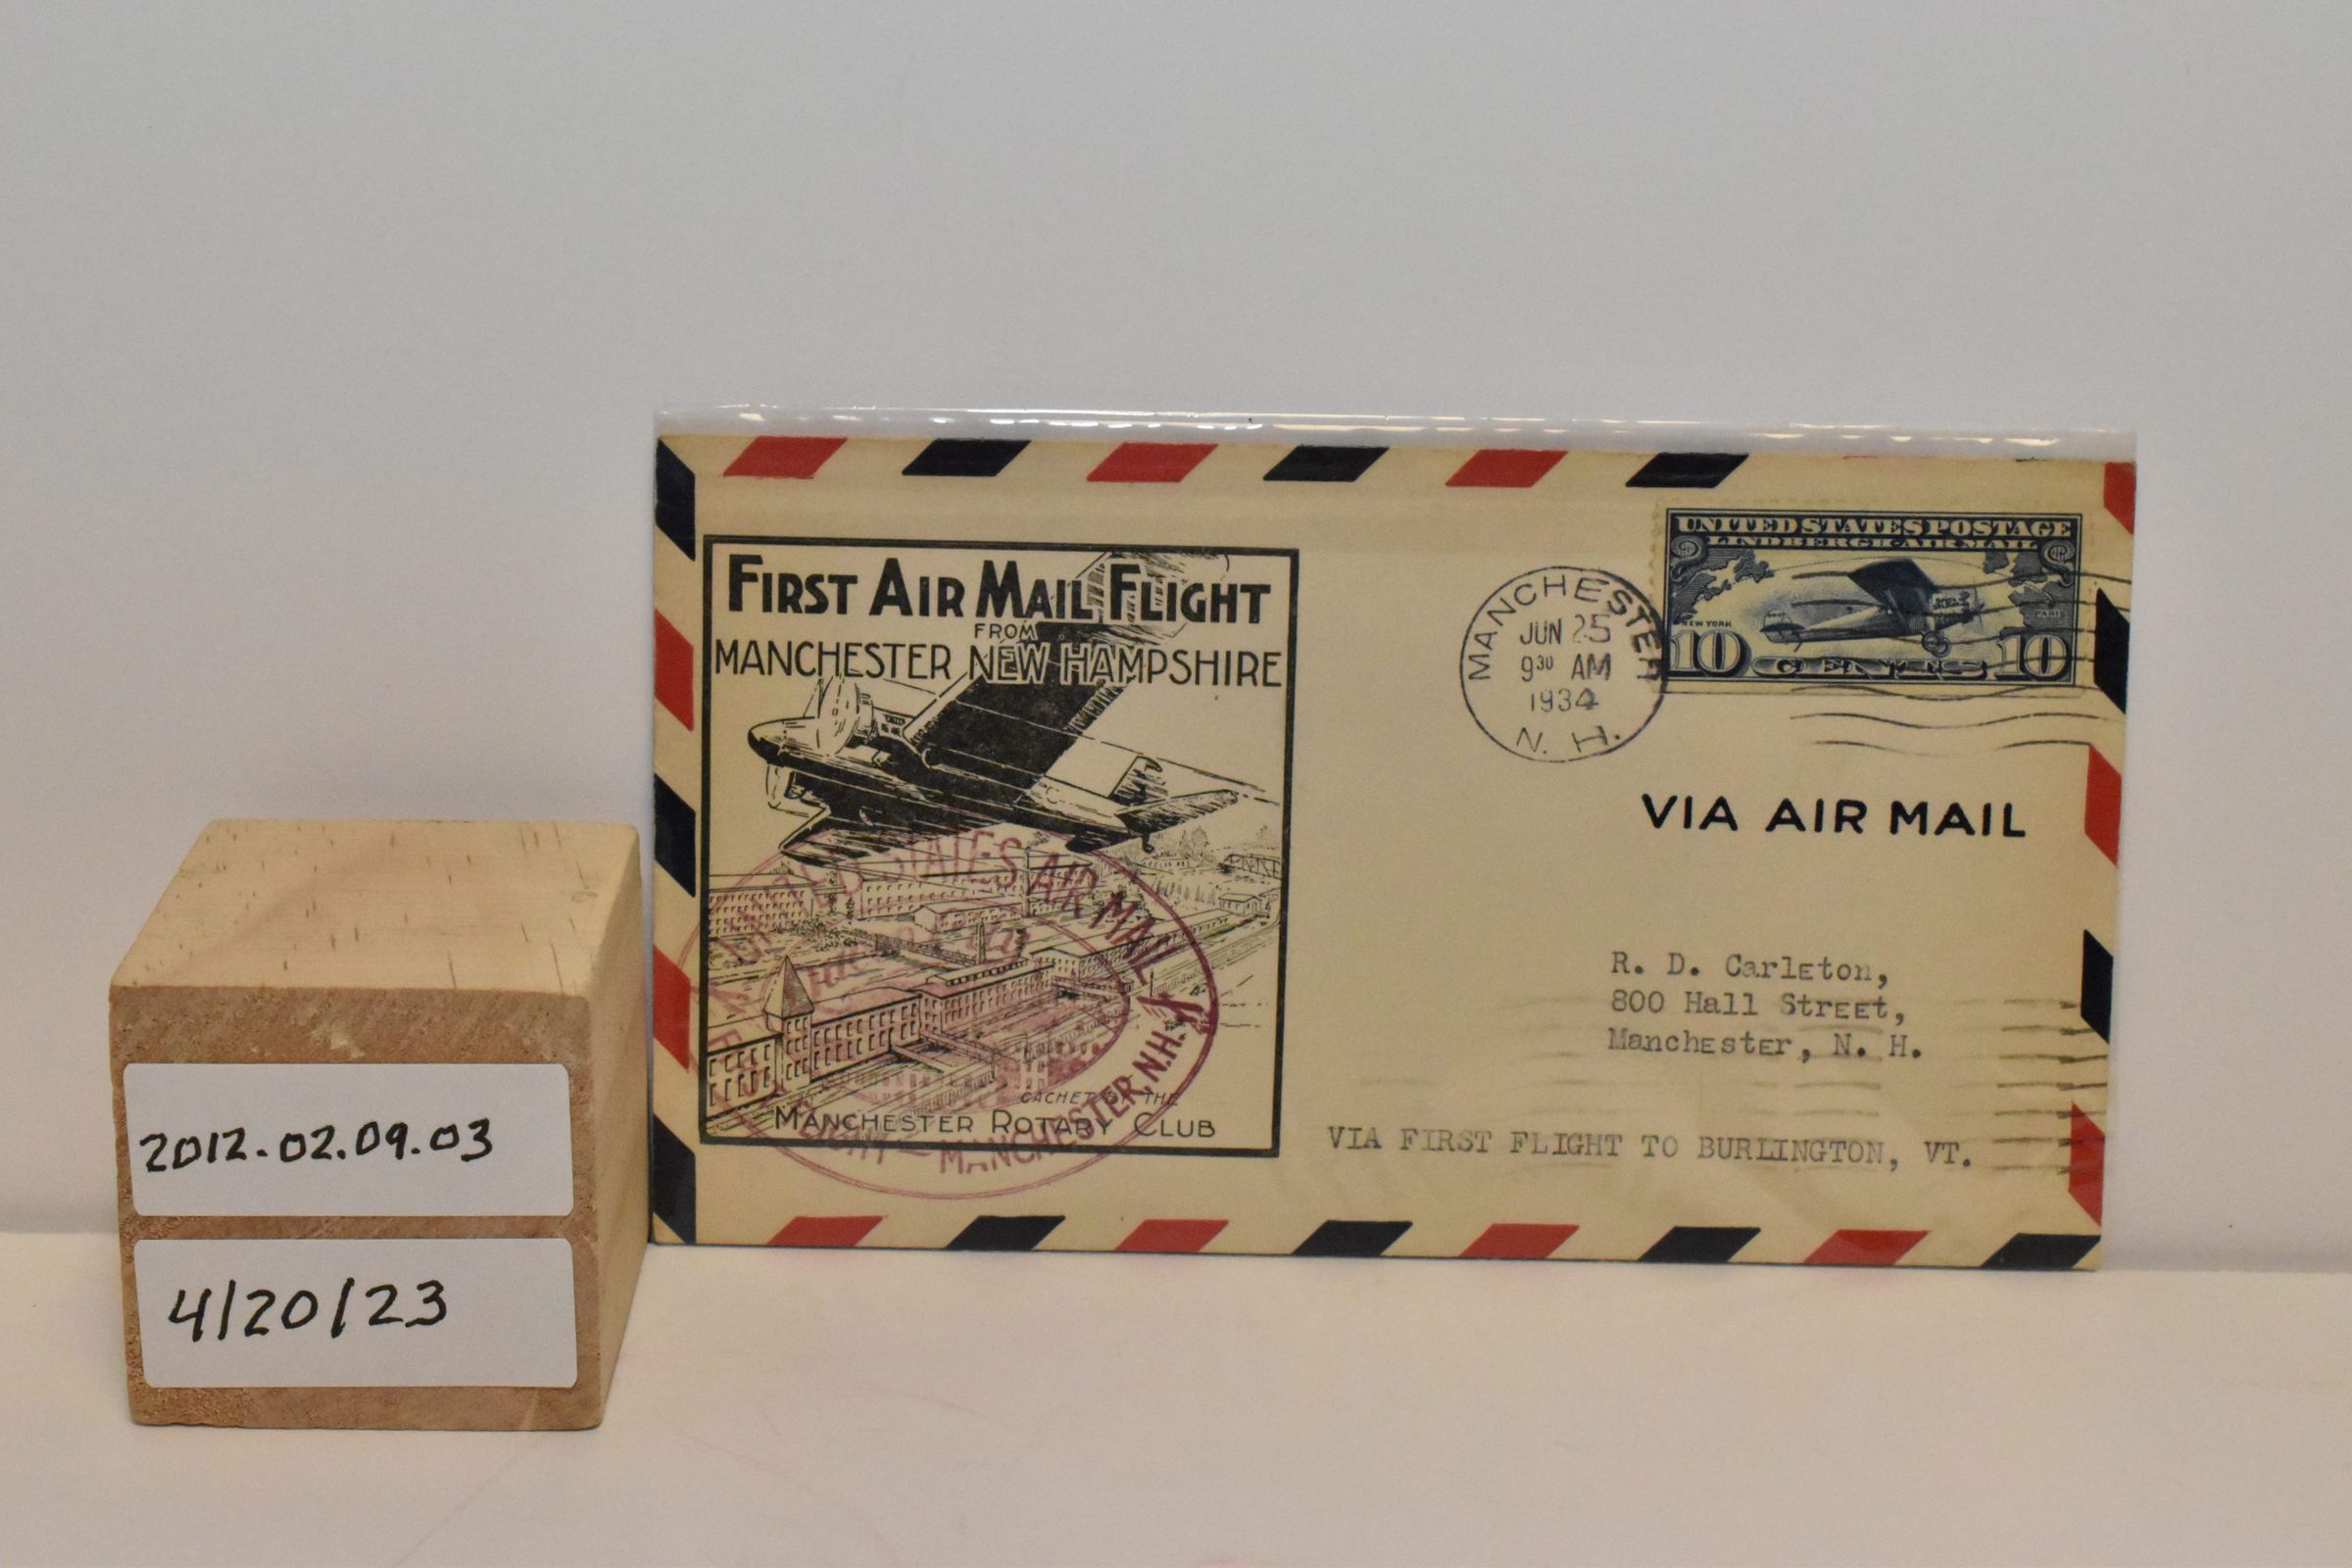 FIRST AIR MAIL FLIGHT
FROM
MANCHESTER NEW HAMPSHIRE
UNITED STATES AIR MAIL
FIRST FLIGHT – MANCHESTER, N.H.
CACHET OF THE
MANCHESTER ROTARY CLUB
MANCHESTER
JUN 25
9 30 AM
1934
N. H.
UNITED STATES POSTAGE
LINDBERGH AIR MAIL
NEW YORK
PARIS
10 CENTS 10
VIA AIR MAIL
R. D. Carleton,
800 Hall Street,
Manchester, N. H.
VIA FIRST FLIGHT TO BURLINGTON, VT.
2012.02.09.03
4/20/23